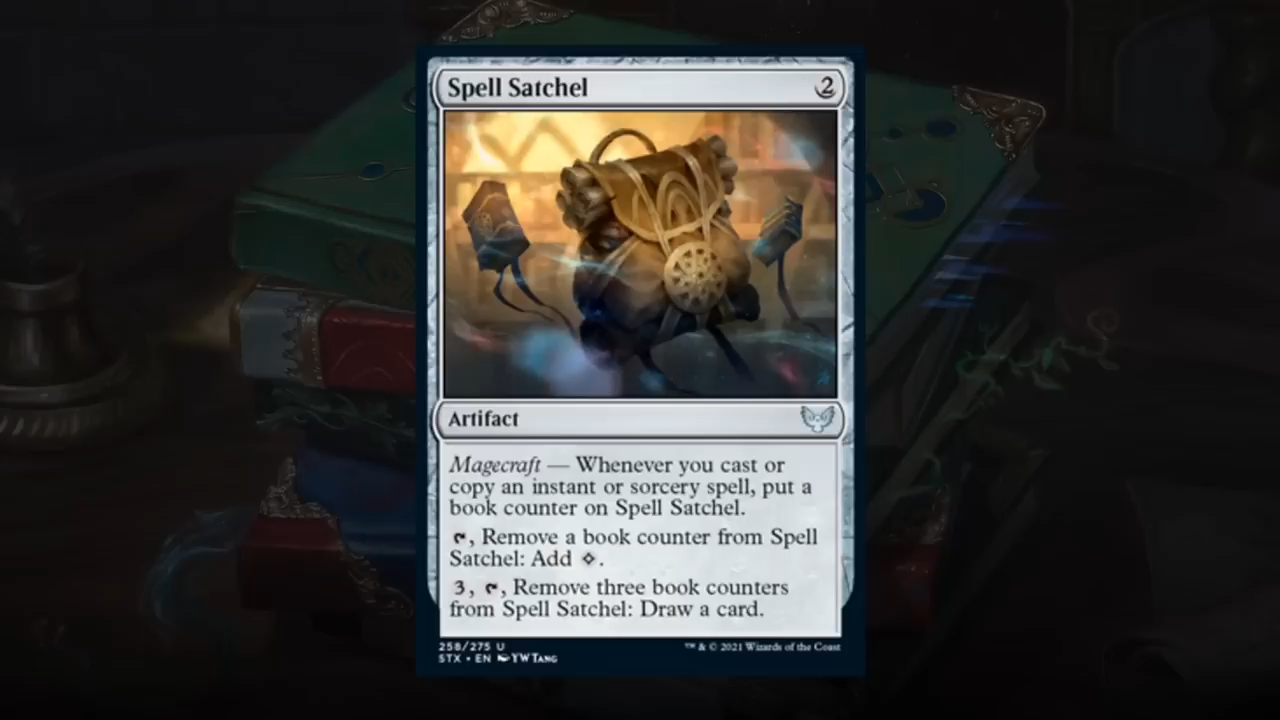 Spell Satchel 2
Artifact
Magecraft — Whenever you cast or
copy an instant or sorcery spell, put a
book counter on Spell Satchel.
, Remove a book counter from Spell
Satchel: Add .
3, , Remove three book counters
from Spell Satchel: Draw a card.
258/275 U
STX • EN YW Tang
™ & © 2021 Wizards of the Coast